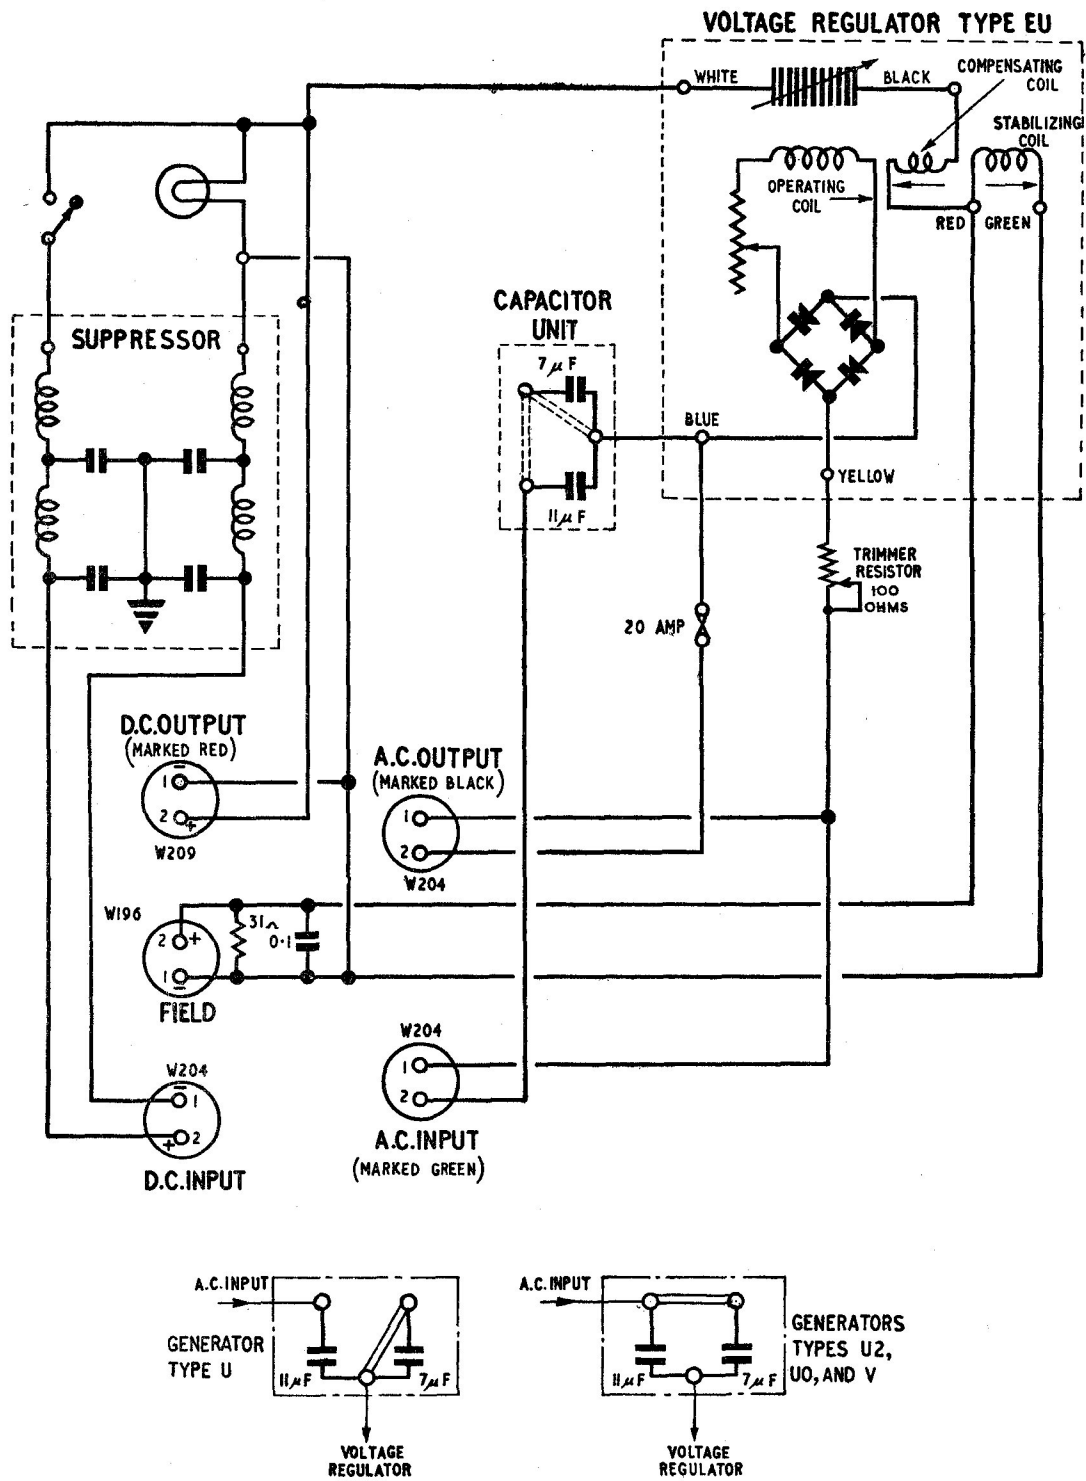 VOLTAGE REGULATOR TYPE EU
WHITE
BLACK
COMPENSATING
COIL
STABILIZING
COIL
OPERATING
COIL
RED
GREEN
SUPPRESSOR
CAPACITOR
UNIT
7μF
11μF
BLUE
YELLOW
TRIMMER
RESISTOR
100
OHMS
20 AMP
D.C.OUTPUT
(MARKED RED)
1
−
2
+
W209
A.C.OUTPUT
(MARKED BLACK)
1
2
W204
W196
2
+
1
−
31Ω
0·1
FIELD
W204
−
1
+
2
D.C.INPUT
W204
1
2
A.C.INPUT
(MARKED GREEN)
A.C.INPUT
GENERATOR
TYPE U
11μF
7μF
VOLTAGE
REGULATOR
A.C.INPUT
11μF
7μF
GENERATORS
TYPES U2,
UO, AND V
VOLTAGE
REGULATOR